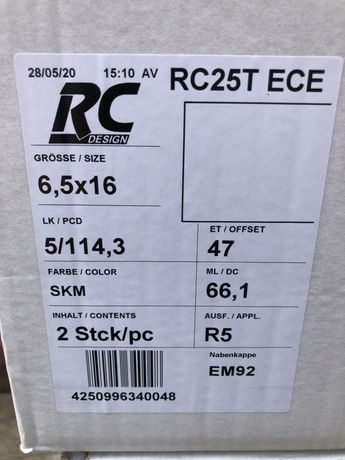 28/05/20 15:10 AV
RC25T ECE
RC
DESIGN
GRÖSSE / SIZE
6,5x16
LK / PCD
5/114,3
ET / OFFSET
47
FARBE / COLOR
SKM
ML / DC
66,1
INHALT / CONTENTS
2 Stck/pc
AUSF. / APPL.
R5
Nabenkappe
EM92
4250996340048